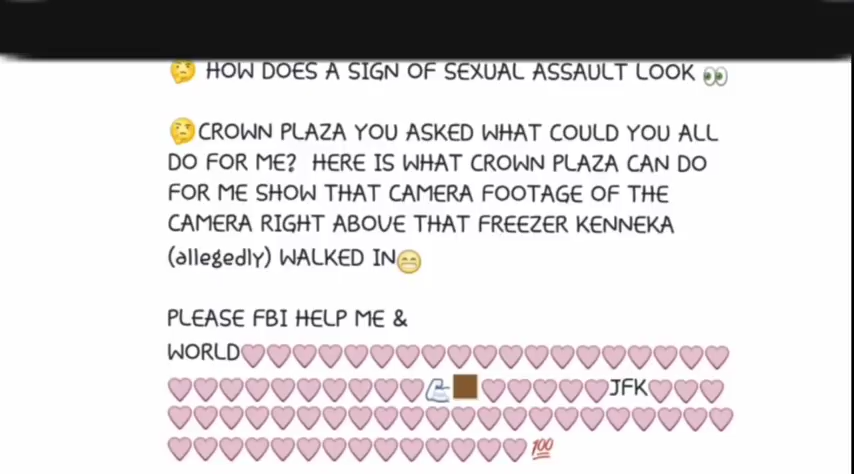 🤔 HOW DOES A SIGN OF SEXUAL ASSAULT LOOK 👀
🤔CROWN PLAZA YOU ASKED WHAT COULD YOU ALL
DO FOR ME? HERE IS WHAT CROWN PLAZA CAN DO
FOR ME SHOW THAT CAMERA FOOTAGE OF THE
CAMERA RIGHT ABOVE THAT FREEZER KENNEKA
(allegedly) WALKED IN😁
PLEASE FBI HELP ME &
WORLD
JFK
💯